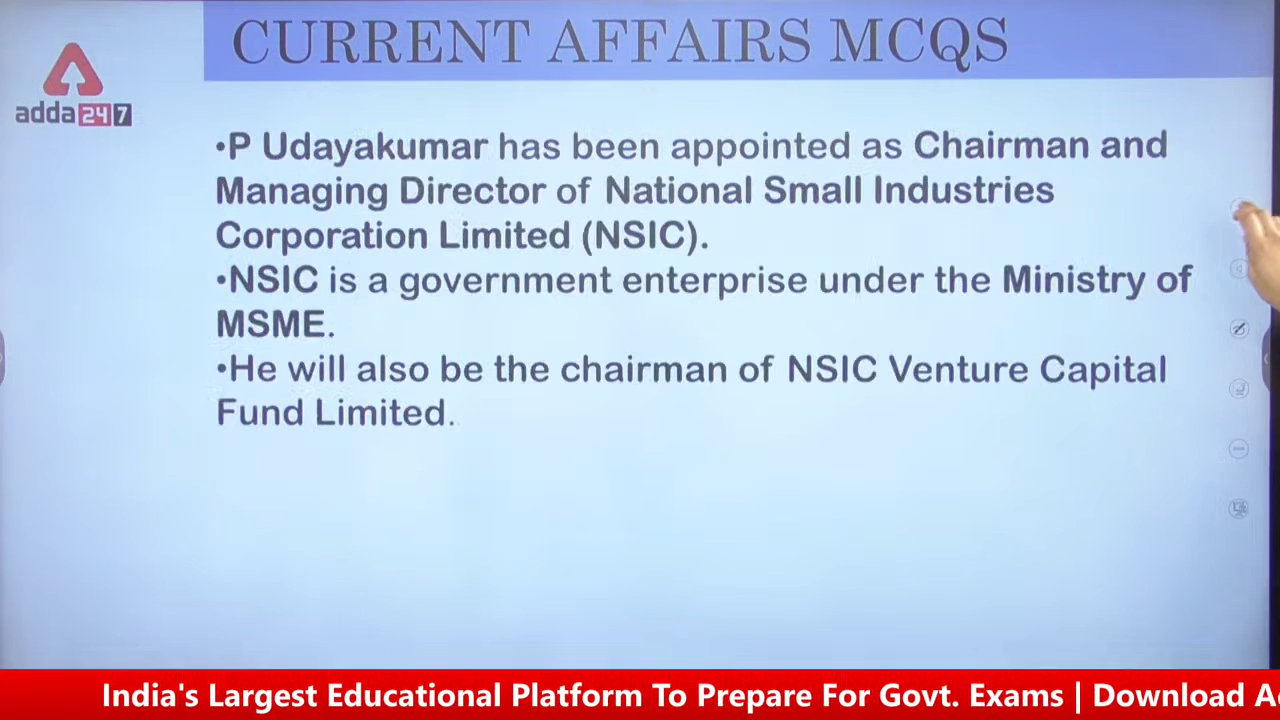 CURRENT AFFAIRS MCQS
adda247
•P Udayakumar has been appointed as Chairman and
Managing Director of National Small Industries
Corporation Limited (NSIC).
•NSIC is a government enterprise under the Ministry of
MSME.
•He will also be the chairman of NSIC Venture Capital
Fund Limited.
India's Largest Educational Platform To Prepare For Govt. Exams | Download A